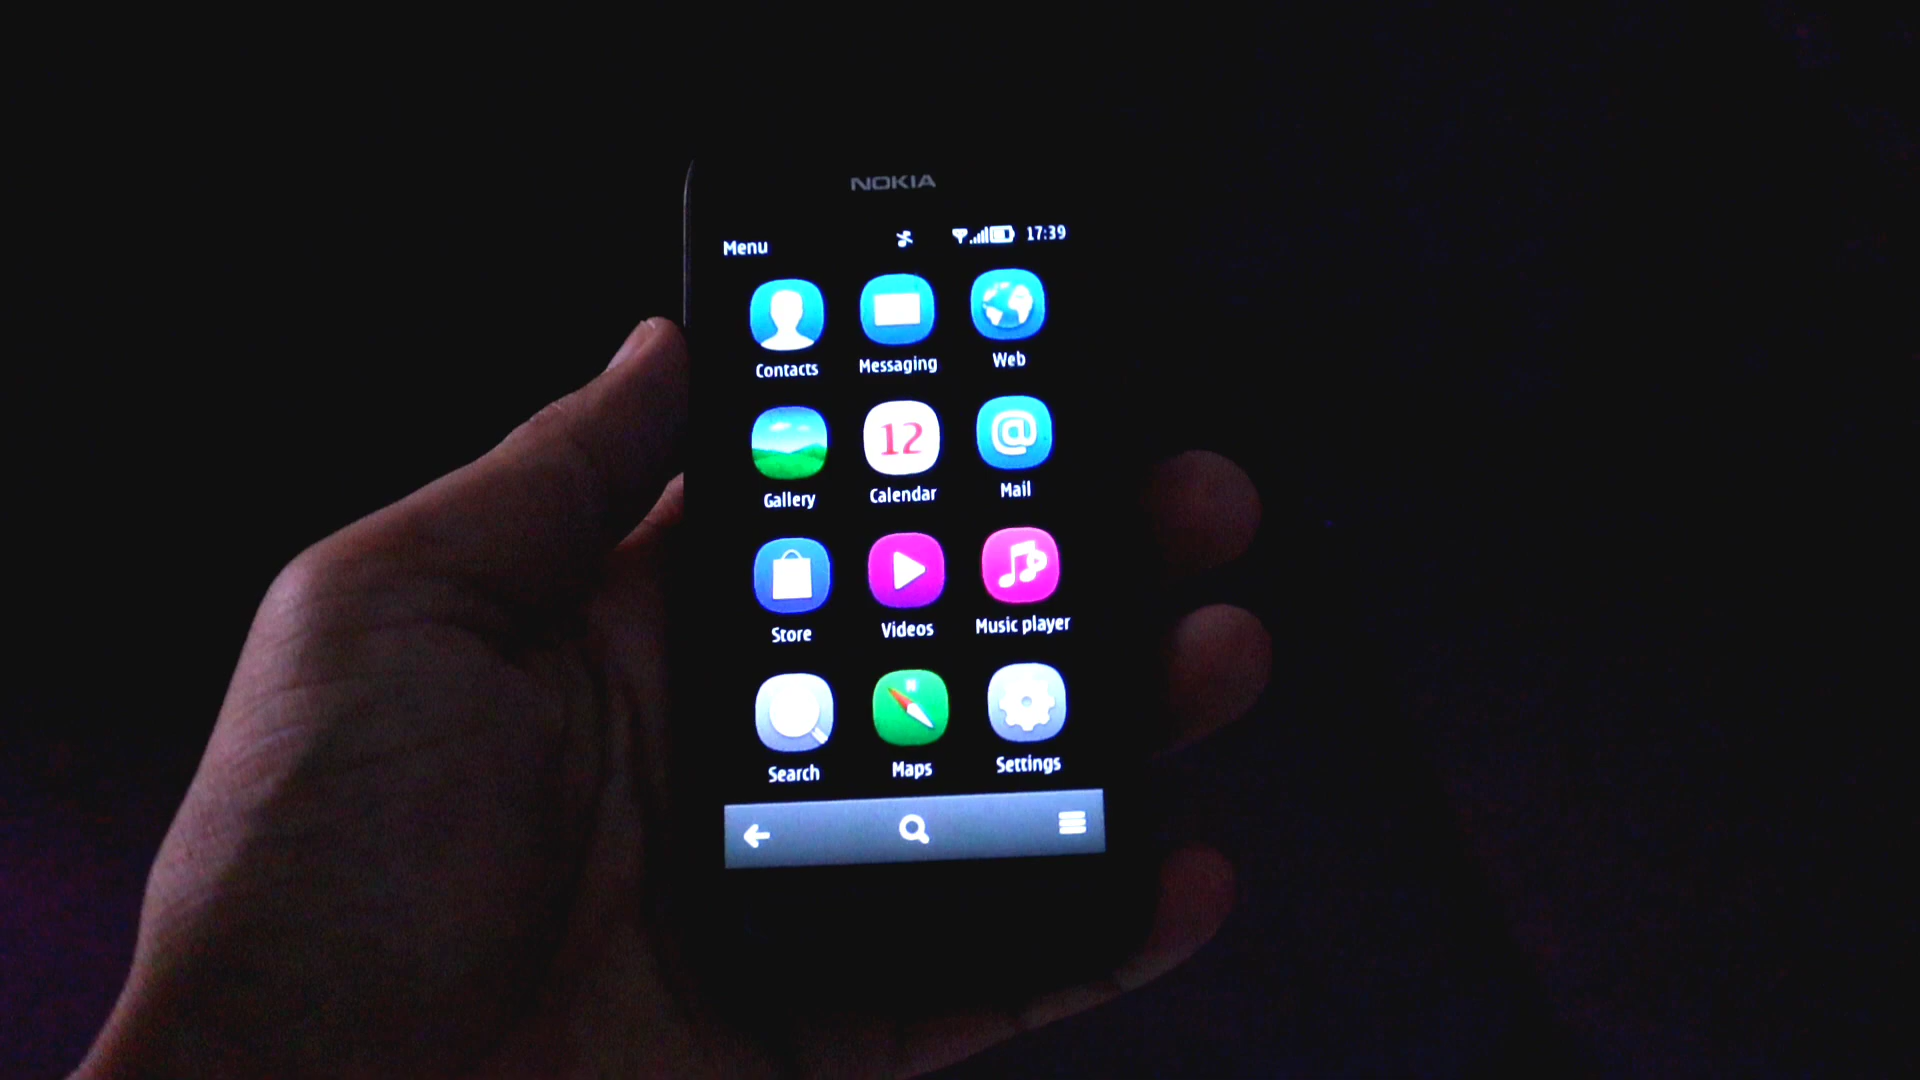 NOKIA
Menu 17:39
Contacts Messaging Web
12
Gallery Calendar Mail
Store Videos Music player
Search Maps Settings